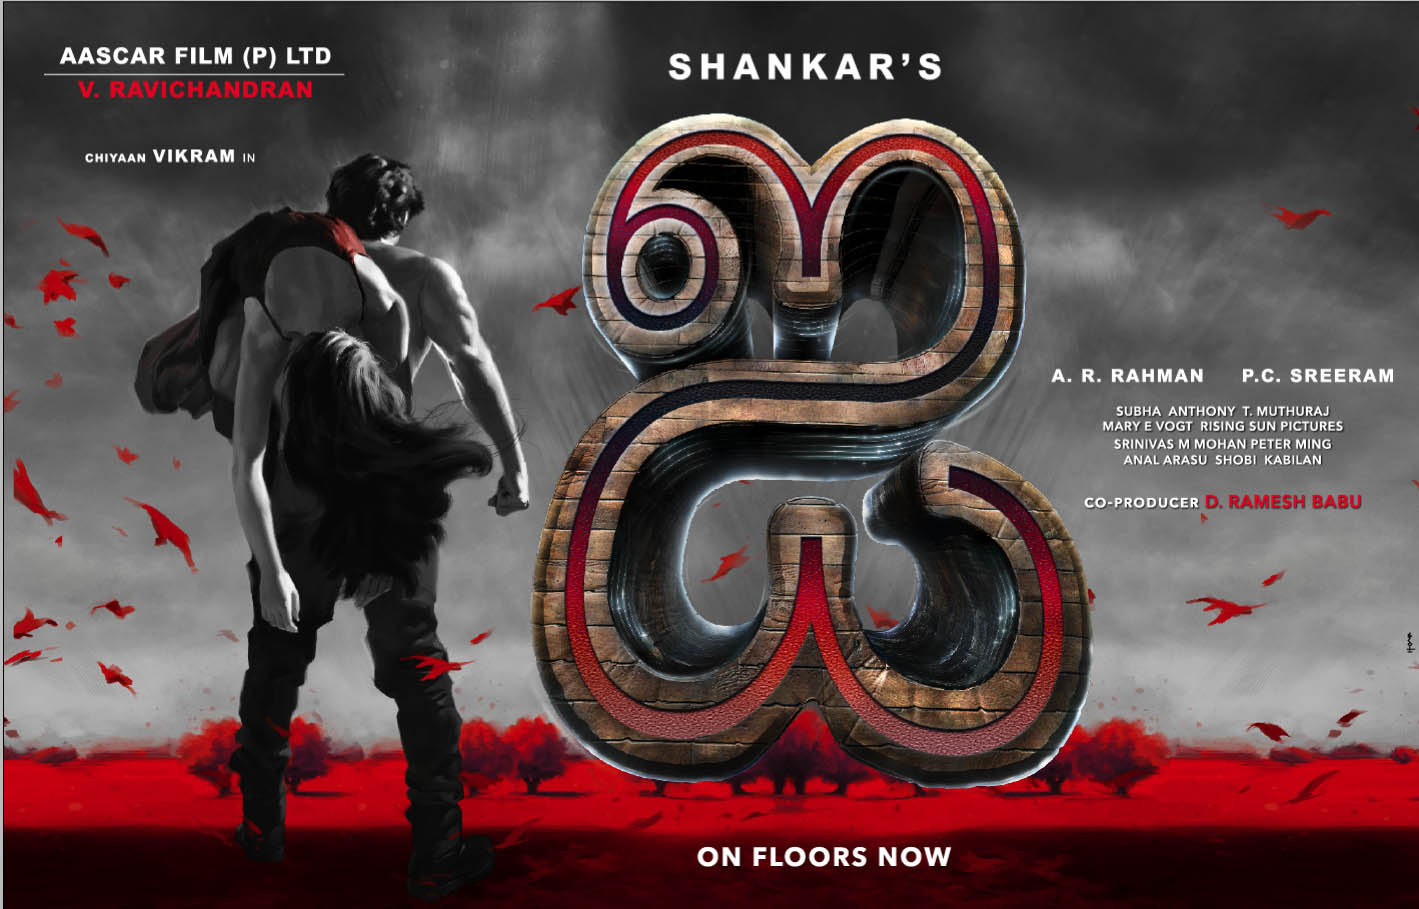 AASCAR FILM (P) LTD
V. RAVICHANDRAN
CHIYAAN VIKRAM IN
SHANKAR'S
ஐ
A. R. RAHMAN P.C. SREERAM
SUBHA ANTHONY T. MUTHURAJ
MARY E VOGT RISING SUN PICTURES
SRINIVAS M MOHAN PETER MING
ANAL ARASU SHOBI KABILAN
CO-PRODUCER D. RAMESH BABU
ON FLOORS NOW